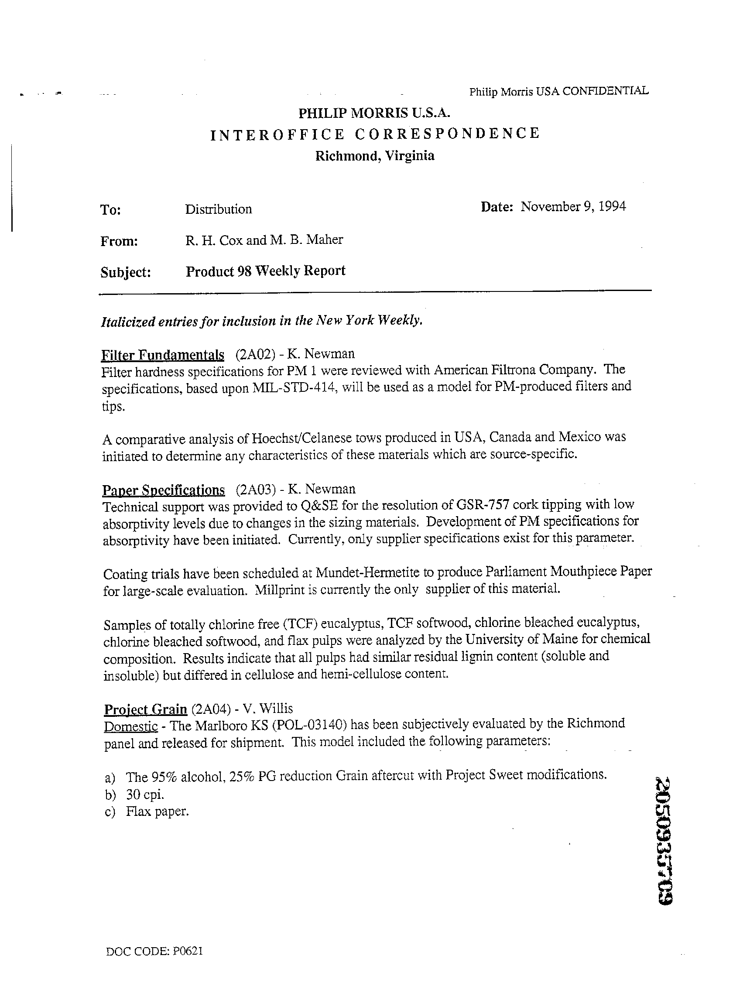 Philip Morris USA CONFIDENTIAL
PHILIP MORRIS U.S.A.
INTEROFFICE CORRESPONDENCE
Richmond, Virginia
To: Distribution Date: November 9, 1994
From: R. H. Cox and M. B. Maher
Subject: Product 98 Weekly Report
Italicized entries for inclusion in the New York Weekly.
Filter Fundamentals (2A02) - K. Newman
Filter hardness specifications for PM 1 were reviewed with American Filtrona Company. The
specifications, based upon MIL-STD-414, will be used as a model for PM-produced filters and
tips.
A comparative analysis of Hoechst/Celanese tows produced in USA, Canada and Mexico was
initiated to determine any characteristics of these materials which are source-specific.
Paper Specifications (2A03) - K. Newman
Technical support was provided to Q&SE for the resolution of GSR-757 cork tipping with low
absorptivity levels due to changes in the sizing materials. Development of PM specifications for
absorptivity have been initiated. Currently, only supplier specifications exist for this parameter.
Coating trials have been scheduled at Mundet-Hermetite to produce Parliament Mouthpiece Paper
for large-scale evaluation. Millprint is currently the only supplier of this material.
Samples of totally chlorine free (TCF) eucalyptus, TCF softwood, chlorine bleached eucalyptus,
chlorine bleached softwood, and flax pulps were analyzed by the University of Maine for chemical
composition. Results indicate that all pulps had similar residual lignin content (soluble and
insoluble) but differed in cellulose and hemi-cellulose content.
Project Grain (2A04) - V. Willis
Domestic - The Marlboro KS (POL-03140) has been subjectively evaluated by the Richmond
panel and released for shipment. This model included the following parameters:
a) The 95% alcohol, 25% PG reduction Grain aftercut with Project Sweet modifications.
b) 30 cpi.
c) Flax paper.
2050935709
DOC CODE: P0621